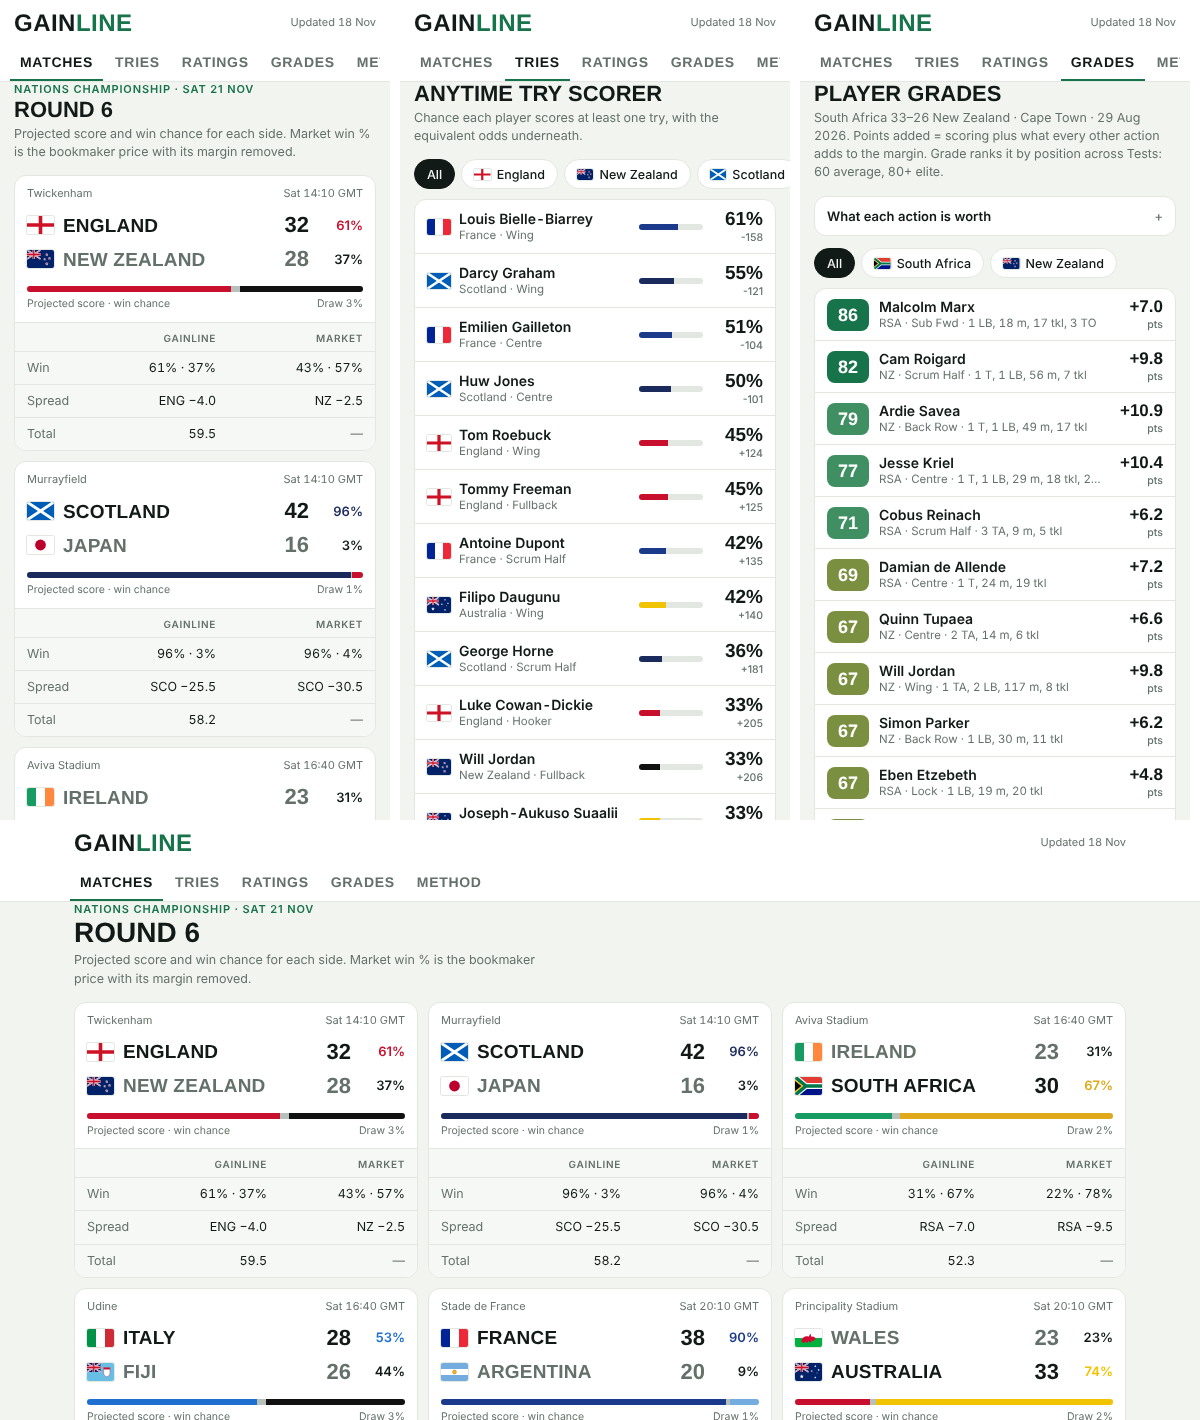 GAINLINE
Updated 18 Nov
MATCHES TRIES RATINGS GRADES
NATIONS CHAMPIONSHIP · SAT 21 NOV
ROUND 6
Projected score and win chance for each side. Market win %
is the bookmaker price with its margin removed.
Twickenham Sat 14:10 GMT
ENGLAND 32 61%
NEW ZEALAND 28 37%
Projected score · win chance Draw 3%
GAINLINE MARKET
Win 61% · 37% 43% · 57%
Spread ENG −4.0 NZ −2.5
Total 59.5 —
Murrayfield Sat 14:10 GMT
SCOTLAND 42 96%
JAPAN 16 3%
Projected score · win chance Draw 1%
GAINLINE MARKET
Win 96% · 3% 96% · 4%
Spread SCO −25.5 SCO −30.5
Total 58.2 —
Aviva Stadium Sat 16:40 GMT
IRELAND 23 31%
GAINLINE
Updated 18 Nov
MATCHES TRIES RATINGS GRADES
ANYTIME TRY SCORER
Chance each player scores at least one try, with the
equivalent odds underneath.
All England New Zealand Scotland
Louis Bielle-Biarrey 61%
France · Wing -158
Darcy Graham 55%
Scotland · Wing -121
Emilien Gailleton 51%
France · Centre -104
Huw Jones 50%
Scotland · Centre -101
Tom Roebuck 45%
England · Wing +124
Tommy Freeman 45%
England · Fullback +125
Antoine Dupont 42%
France · Scrum Half +135
Filipo Daugunu 42%
Australia · Wing +140
George Horne 36%
Scotland · Scrum Half +181
Luke Cowan-Dickie 33%
England · Hooker +205
Will Jordan 33%
New Zealand · Fullback +206
Joseph-Aukuso Suaalii 33%
GAINLINE
Updated 18 Nov
MATCHES TRIES RATINGS GRADES
PLAYER GRADES
South Africa 33–26 New Zealand · Cape Town · 29 Aug
2026. Points added = scoring plus what every other action
adds to the margin. Grade ranks it by position across Tests:
60 average, 80+ elite.
What each action is worth +
All South Africa New Zealand
86 Malcolm Marx +7.0
RSA · Sub Fwd · 1 LB, 18 m, 17 tkl, 3 TO pts
82 Cam Roigard +9.8
NZ · Scrum Half · 1 T, 1 LB, 56 m, 7 tkl pts
79 Ardie Savea +10.9
NZ · Back Row · 1 T, 1 LB, 49 m, 17 tkl pts
77 Jesse Kriel +10.4
RSA · Centre · 1 T, 1 LB, 29 m, 18 tkl, 2... pts
71 Cobus Reinach +6.2
RSA · Scrum Half · 3 TA, 9 m, 5 tkl pts
69 Damian de Allende +7.2
RSA · Centre · 1 T, 24 m, 19 tkl pts
67 Quinn Tupaea +6.6
NZ · Centre · 2 TA, 14 m, 6 tkl pts
67 Will Jordan +9.8
NZ · Wing · 1 TA, 2 LB, 117 m, 8 tkl pts
67 Simon Parker +6.2
NZ · Back Row · 1 LB, 30 m, 11 tkl pts
67 Eben Etzebeth +4.8
RSA · Lock · 1 LB, 19 m, 20 tkl pts
GAINLINE
Updated 18 Nov
MATCHES TRIES RATINGS GRADES METHOD
NATIONS CHAMPIONSHIP · SAT 21 NOV
ROUND 6
Projected score and win chance for each side. Market win % is the bookmaker
price with its margin removed.
Twickenham Sat 14:10 GMT
ENGLAND 32 61%
NEW ZEALAND 28 37%
Projected score · win chance Draw 3%
GAINLINE MARKET
Win 61% · 37% 43% · 57%
Spread ENG −4.0 NZ −2.5
Total 59.5 —
Murrayfield Sat 14:10 GMT
SCOTLAND 42 96%
JAPAN 16 3%
Projected score · win chance Draw 1%
GAINLINE MARKET
Win 96% · 3% 96% · 4%
Spread SCO −25.5 SCO −30.5
Total 58.2 —
Aviva Stadium Sat 16:40 GMT
IRELAND 23 31%
SOUTH AFRICA 30 67%
Projected score · win chance Draw 2%
GAINLINE MARKET
Win 31% · 67% 22% · 78%
Spread RSA −7.0 RSA −9.5
Total 52.3 —
Udine Sat 16:40 GMT
ITALY 28 53%
FIJI 26 44%
Projected score · win chance Draw 3%
Stade de France Sat 20:10 GMT
FRANCE 38 90%
ARGENTINA 20 9%
Projected score · win chance Draw 1%
Principality Stadium Sat 20:10 GMT
WALES 23 23%
AUSTRALIA 33 74%
Projected score · win chance Draw 2%